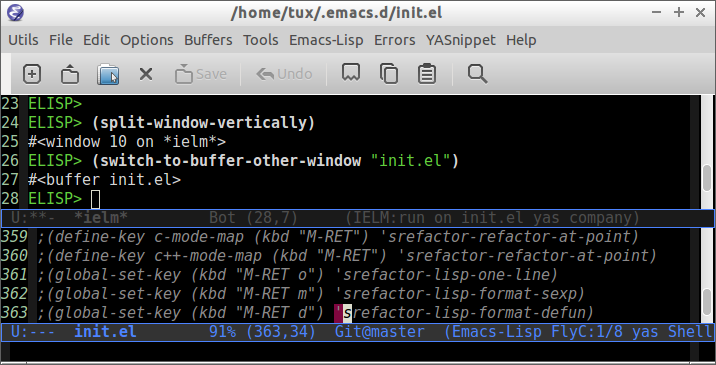 /home/tux/.emacs.d/init.el
Utils File Edit Options Buffers Tools Emacs-Lisp Errors YASnippet Help
Save Undo
23 ELISP>
24 ELISP> (split-window-vertically)
25 #<window 10 on *ielm*>
26 ELISP> (switch-to-buffer-other-window "init.el")
27 #<buffer init.el>
28 ELISP>
U:**- *ielm* Bot (28,7) (IELM:run on init.el yas company)
359 ;(define-key c-mode-map (kbd "M-RET") 'srefactor-refactor-at-point)
360 ;(define-key c++-mode-map (kbd "M-RET") 'srefactor-refactor-at-point)
361 ;(global-set-key (kbd "M-RET o") 'srefactor-lisp-one-line)
362 ;(global-set-key (kbd "M-RET m") 'srefactor-lisp-format-sexp)
363 ;(global-set-key (kbd "M-RET d") 'srefactor-lisp-format-defun)
U:--- init.el 91% (363,34) Git@master (Emacs-Lisp FlyC:1/8 yas Shell